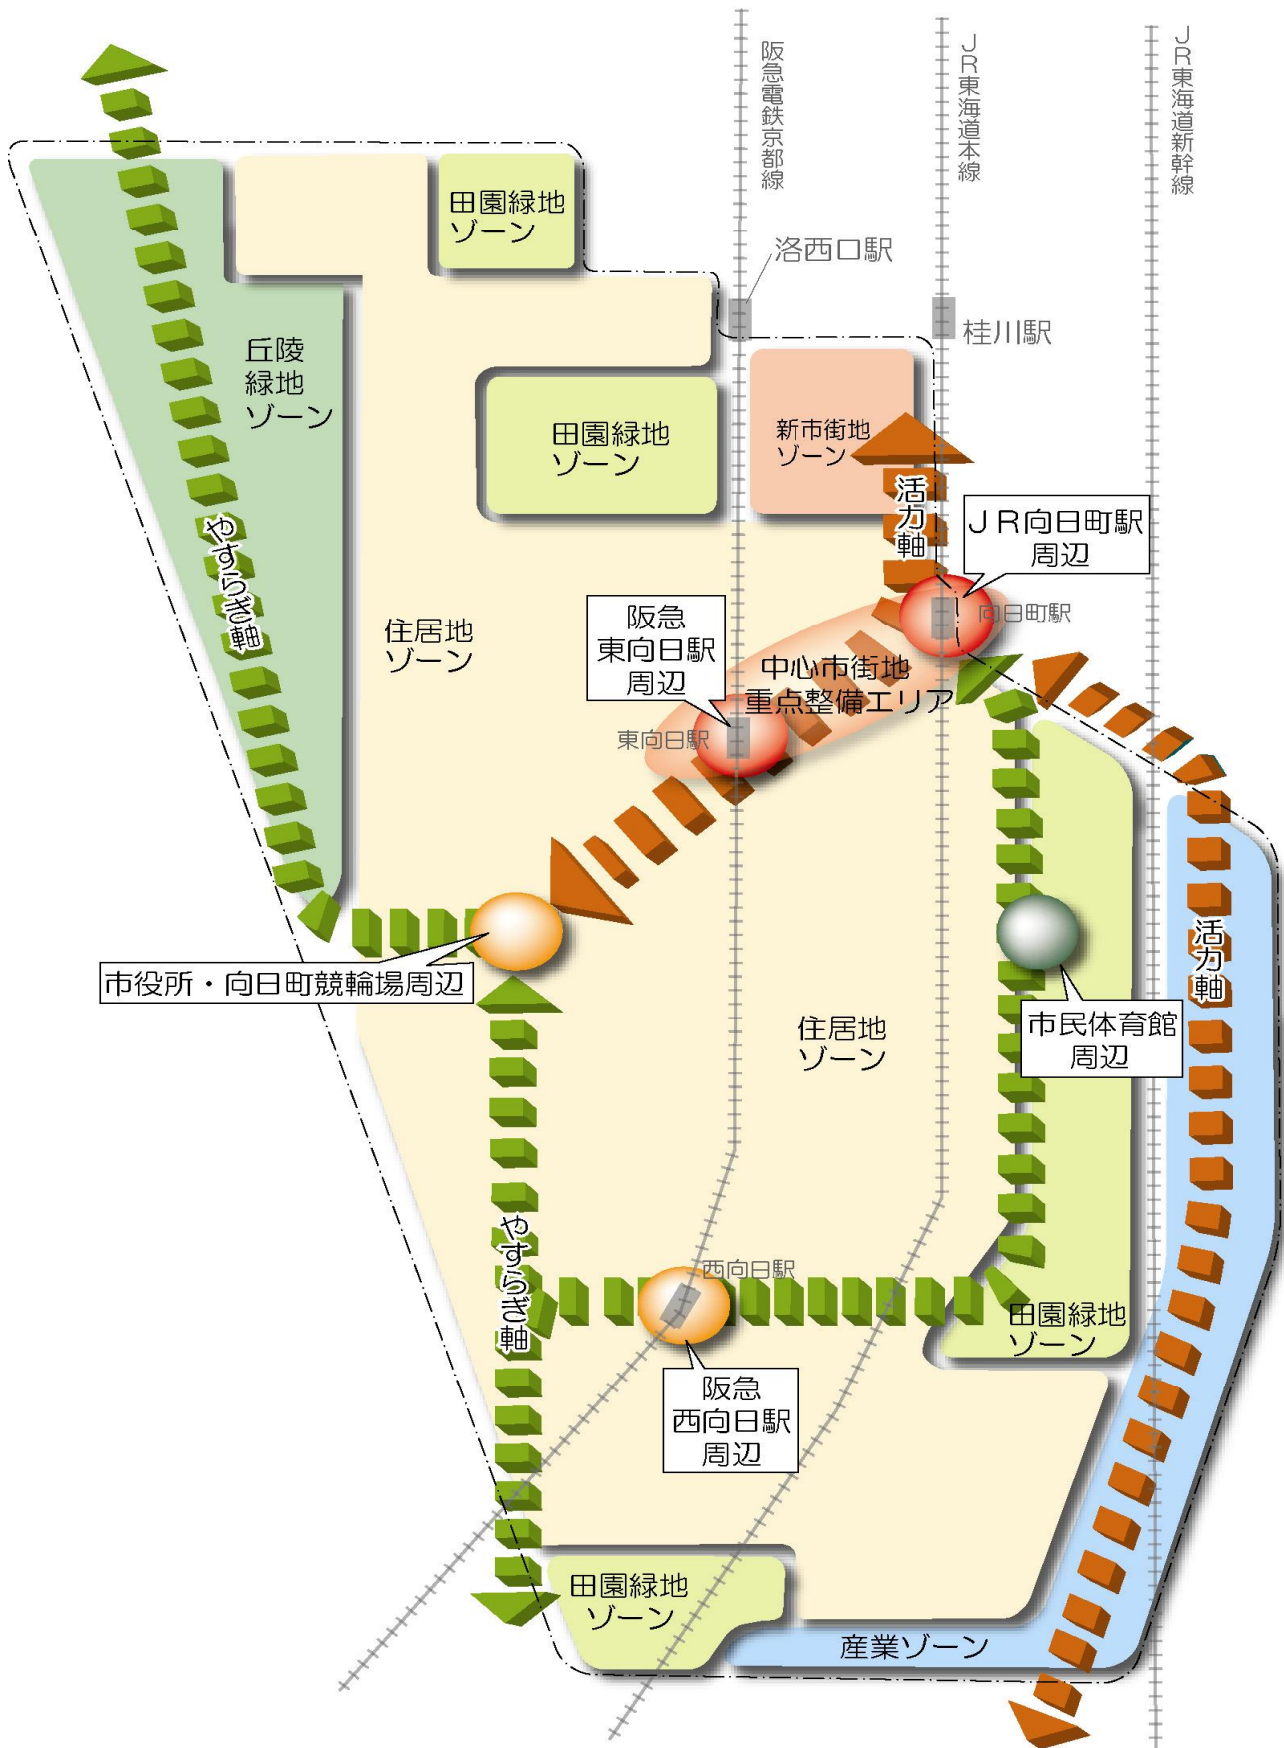 阪急電鉄京都線
ＪＲ東海道本線
ＪＲ東海道新幹線
田園緑地
ゾーン
洛西口駅
桂川駅
丘陵
緑地
ゾーン
田園緑地
ゾーン
新市街地
ゾーン
活力軸
ＪＲ向日町駅
周辺
やすらぎ軸
住居地
ゾーン
阪急
東向日駅
周辺
向日町駅
中心市街地
重点整備エリア
東向日駅
市役所・向日町競輪場周辺
活力軸
市民体育館
周辺
住居地
ゾーン
やすらぎ軸
西向日駅
田園緑地
ゾーン
阪急
西向日駅
周辺
田園緑地
ゾーン
産業ゾーン